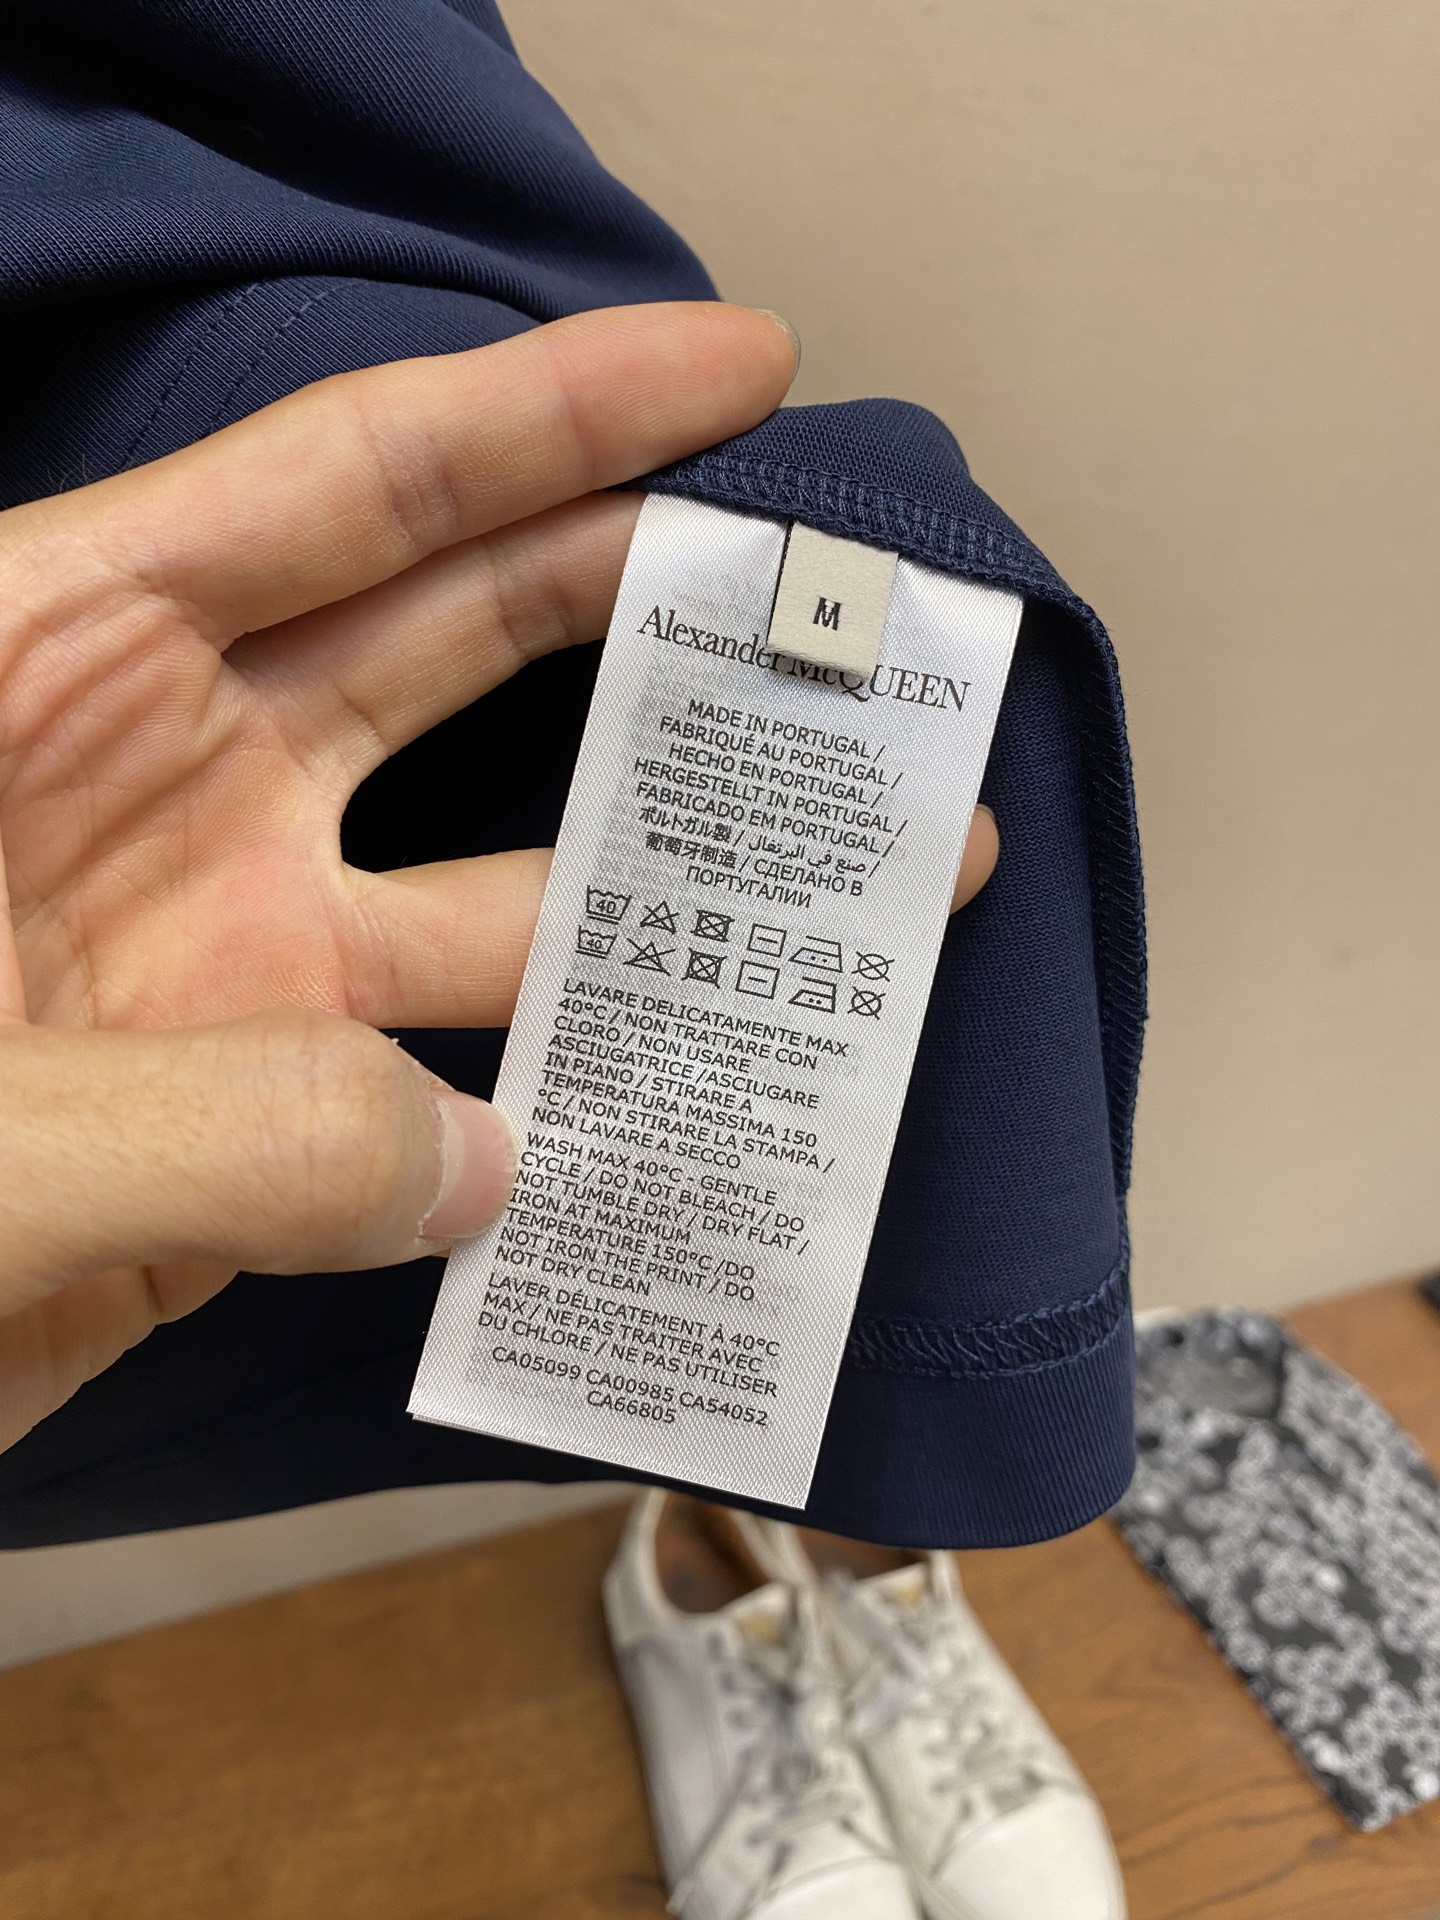 M
Alexander McQUEEN
MADE IN PORTUGAL /
FABRIQUÉ AU PORTUGAL /
HECHO EN PORTUGAL /
HERGESTELLT IN PORTUGAL /
FABRICADO EM PORTUGAL /
ポルトガル製 / صنع في البرتغال /
葡萄牙制造 / СДЕЛАНО В
ПОРТУГАЛИИ
40
40
LAVARE DELICATAMENTE MAX
40°C / NON TRATTARE CON
CLORO / NON USARE
ASCIUGATRICE /ASCIUGARE
IN PIANO / STIRARE A
TEMPERATURA MASSIMA 150
°C / NON STIRARE LA STAMPA /
NON LAVARE A SECCO
WASH MAX 40°C - GENTLE
CYCLE / DO NOT BLEACH / DO
NOT TUMBLE DRY / DRY FLAT /
IRON AT MAXIMUM
TEMPERATURE 150°C /DO
NOT IRON THE PRINT / DO
NOT DRY CLEAN
LAVER DÉLICATEMENT À 40°C
MAX / NE PAS TRAITER AVEC
DU CHLORE / NE PAS UTILISER
CA05099 CA00985 CA54052
CA66805